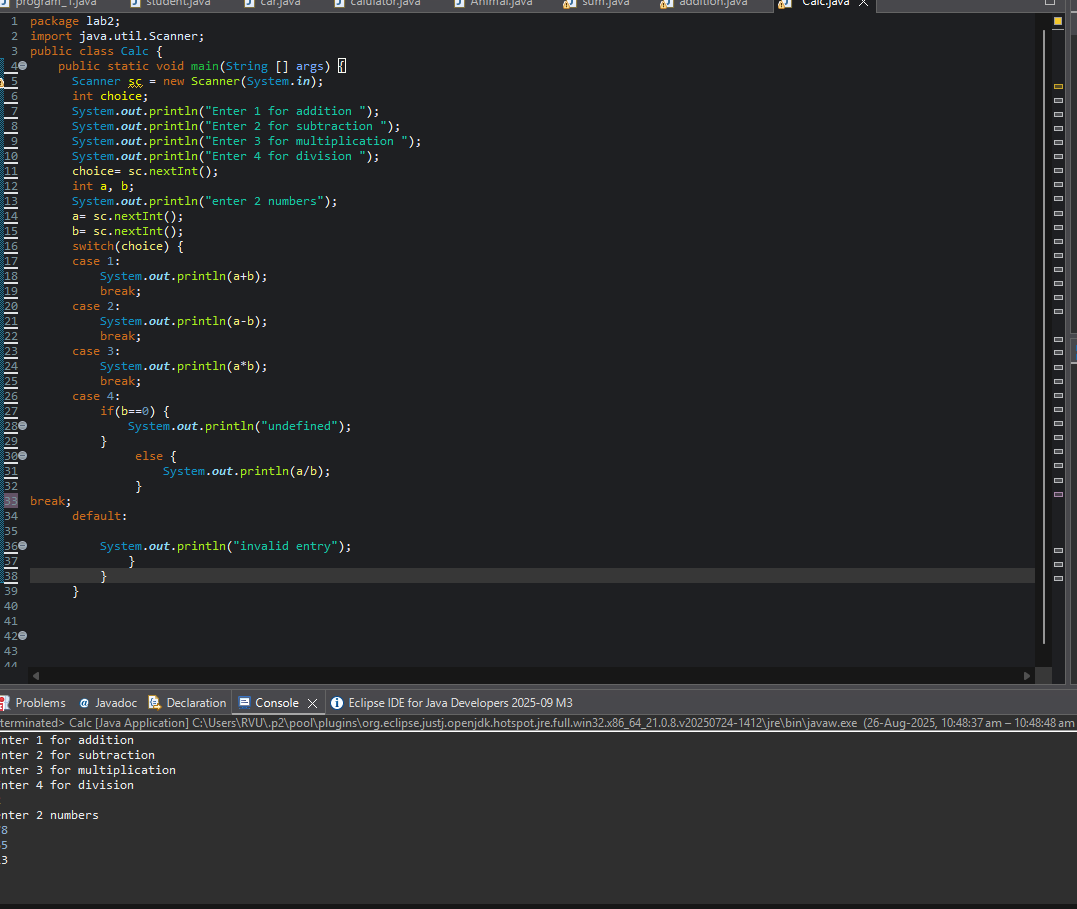 program_1.java student.java car.java calulator.java Animal.java sum.java addition.java Calc.java
1 package lab2;
2 import java.util.Scanner;
3 public class Calc {
4 public static void main(String [] args) {
5 Scanner sc = new Scanner(System.in);
6 int choice;
7 System.out.println("Enter 1 for addition ");
8 System.out.println("Enter 2 for subtraction ");
9 System.out.println("Enter 3 for multiplication ");
10 System.out.println("Enter 4 for division ");
11 choice= sc.nextInt();
12 int a, b;
13 System.out.println("enter 2 numbers");
14 a= sc.nextInt();
15 b= sc.nextInt();
16 switch(choice) {
17 case 1:
18 System.out.println(a+b);
19 break;
20 case 2:
21 System.out.println(a-b);
22 break;
23 case 3:
24 System.out.println(a*b);
25 break;
26 case 4:
27 if(b==0) {
28 System.out.println("undefined");
29 }
30 else {
31 System.out.println(a/b);
32 }
33 break;
34 default:
35
36 System.out.println("invalid entry");
37 }
38 }
39 }
40
41
42
43
44
Problems Javadoc Declaration Console Eclipse IDE for Java Developers 2025-09 M3
terminated> Calc [Java Application] C:\Users\RVU\.p2\pool\plugins\org.eclipse.justj.openjdk.hotspot.jre.full.win32.x86_64_21.0.8.v20250724-1412\jre\bin\javaw.exe (26-Aug-2025, 10:48:37 am – 10:48:48 am
nter 1 for addition
nter 2 for subtraction
nter 3 for multiplication
nter 4 for division
nter 2 numbers
8
5
3